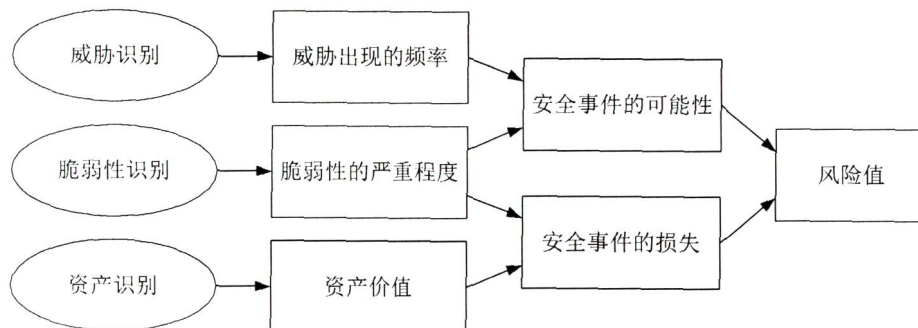 威胁识别
威胁出现的频率
安全事件的可能性
脆弱性识别
脆弱性的严重程度
风险值
安全事件的损失
资产识别
资产价值